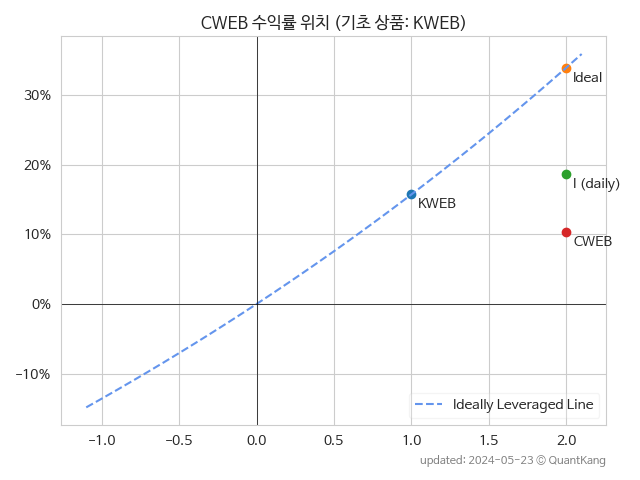 CWEB 수익률 위치 (기초 상품: KWEB)
30%
20%
10%
0%
−10%
Ideal
I (daily)
KWEB
CWEB
Ideally Leveraged Line
−1.0 −0.5 0.0 0.5 1.0 1.5 2.0
updated: 2024-05-23 © QuantKang